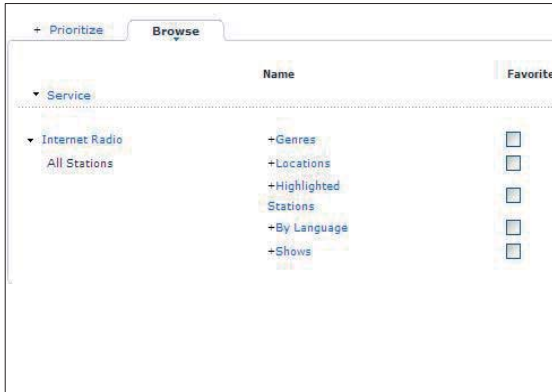 + Prioritize Browse
Name Favorite
Service
Internet Radio +Genres
All Stations +Locations
+Highlighted
Stations
+By Language
+Shows